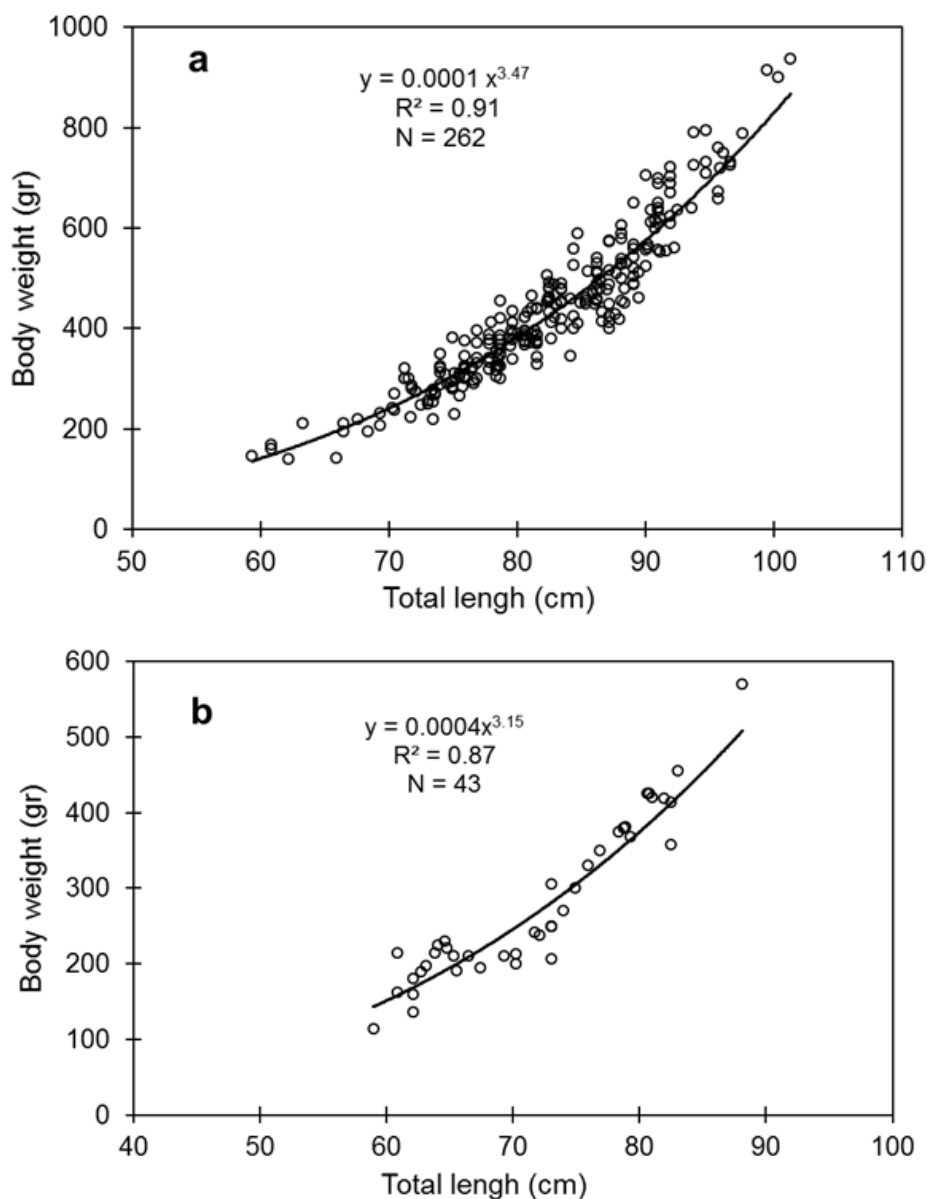 a
y = 0.0001 x^3.47
R² = 0.91
N = 262
Body weight (gr)
1000
800
600
400
200
0
50 60 70 80 90 100 110
Total lengh (cm)
b
y = 0.0004x^3.15
R² = 0.87
N = 43
Body weight (gr)
600
500
400
300
200
100
0
40 50 60 70 80 90 100
Total lengh (cm)